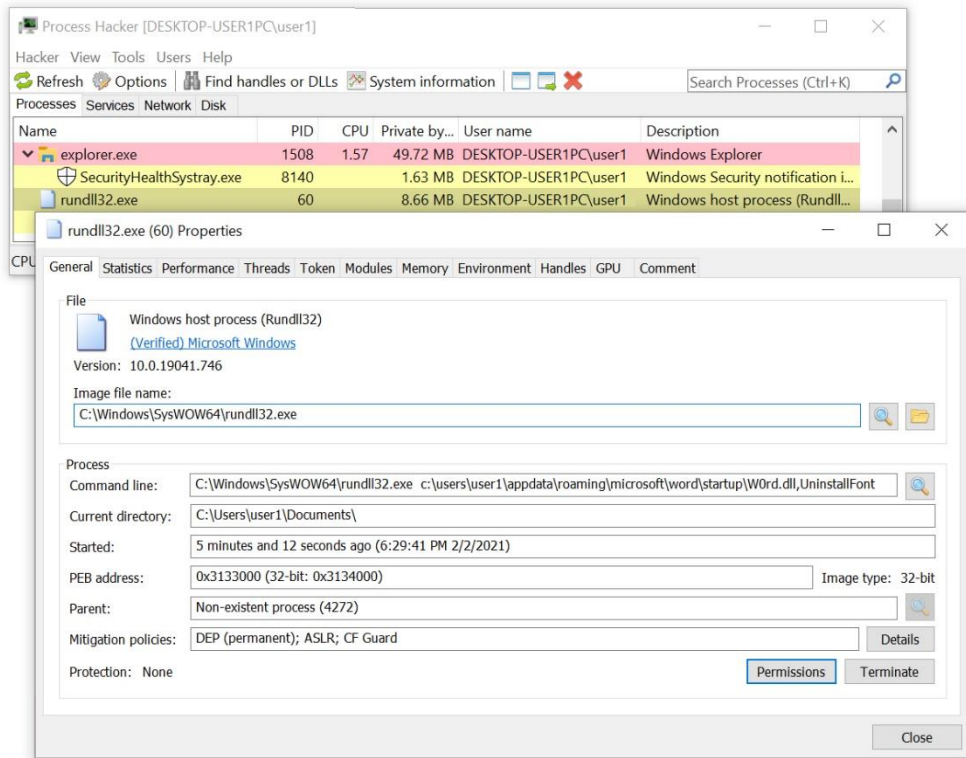 Process Hacker [DESKTOP-USER1PC\user1]
Hacker View Tools Users Help
Refresh Options Find handles or DLLs System information Search Processes (Ctrl+K)
Processes Services Network Disk
Name PID CPU Private by... User name Description
explorer.exe 1508 1.57 49.72 MB DESKTOP-USER1PC\user1 Windows Explorer
SecurityHealthSystray.exe 8140 1.63 MB DESKTOP-USER1PC\user1 Windows Security notification i...
rundll32.exe 60 8.66 MB DESKTOP-USER1PC\user1 Windows host process (Rundll...
CPU
rundll32.exe (60) Properties
General Statistics Performance Threads Token Modules Memory Environment Handles GPU Comment
File
Windows host process (Rundll32)
(Verified) Microsoft Windows
Version: 10.0.19041.746
Image file name:
C:\Windows\SysWOW64\rundll32.exe
Process
Command line: C:\Windows\SysWOW64\rundll32.exe c:\users\user1\appdata\roaming\microsoft\word\startup\W0rd.dll,UninstallFont
Current directory: C:\Users\user1\Documents\
Started: 5 minutes and 12 seconds ago (6:29:41 PM 2/2/2021)
PEB address: 0x3133000 (32-bit: 0x3134000) Image type: 32-bit
Parent: Non-existent process (4272)
Mitigation policies: DEP (permanent); ASLR; CF Guard Details
Protection: None Permissions Terminate
Close